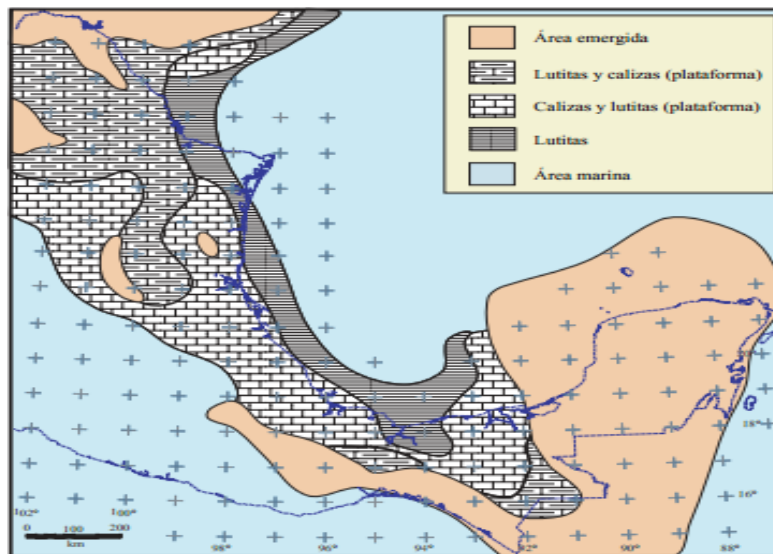 Área emergida
Lutitas y calizas (plataforma)
Calizas y lutitas (plataforma)
Lutitas
Área marina
18°
16°
102°
100°
0 100 200
km
98°
96°
94°
92°
90°
88°